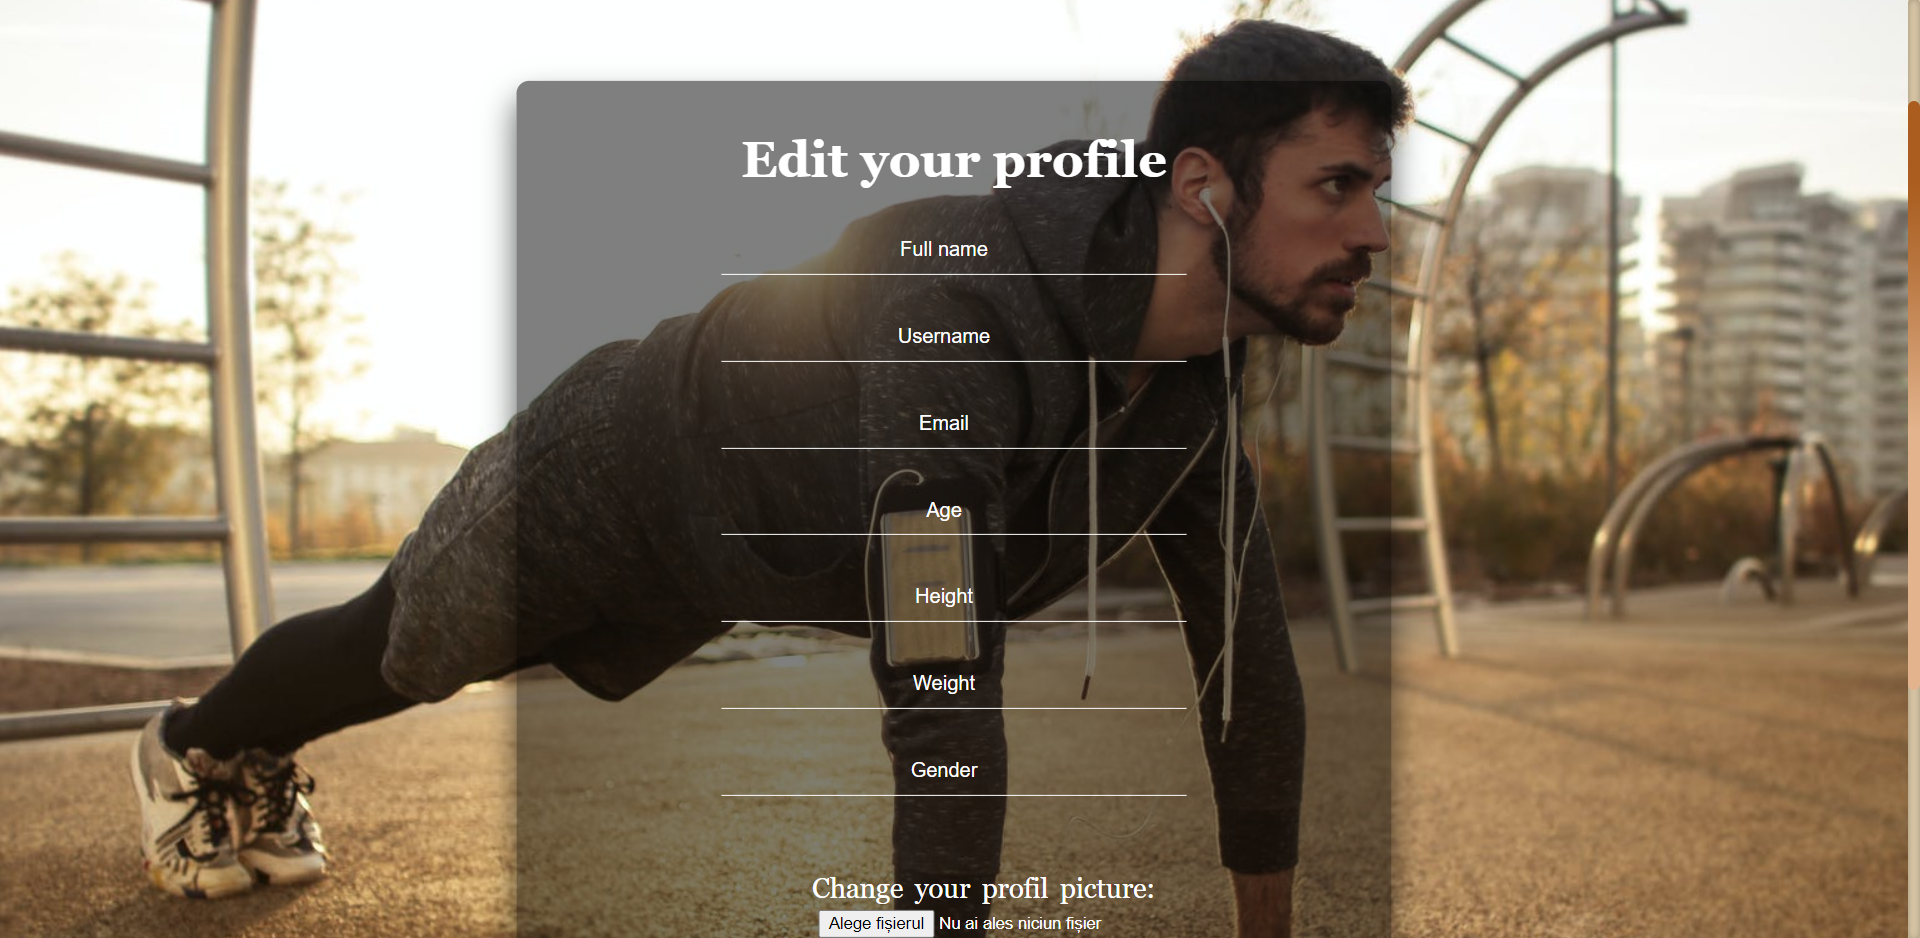 Edit your profile
Full name
Username
Email
Age
Height
Weight
Gender
Change your profil picture:
Alege fișierul Nu ai ales niciun fișier